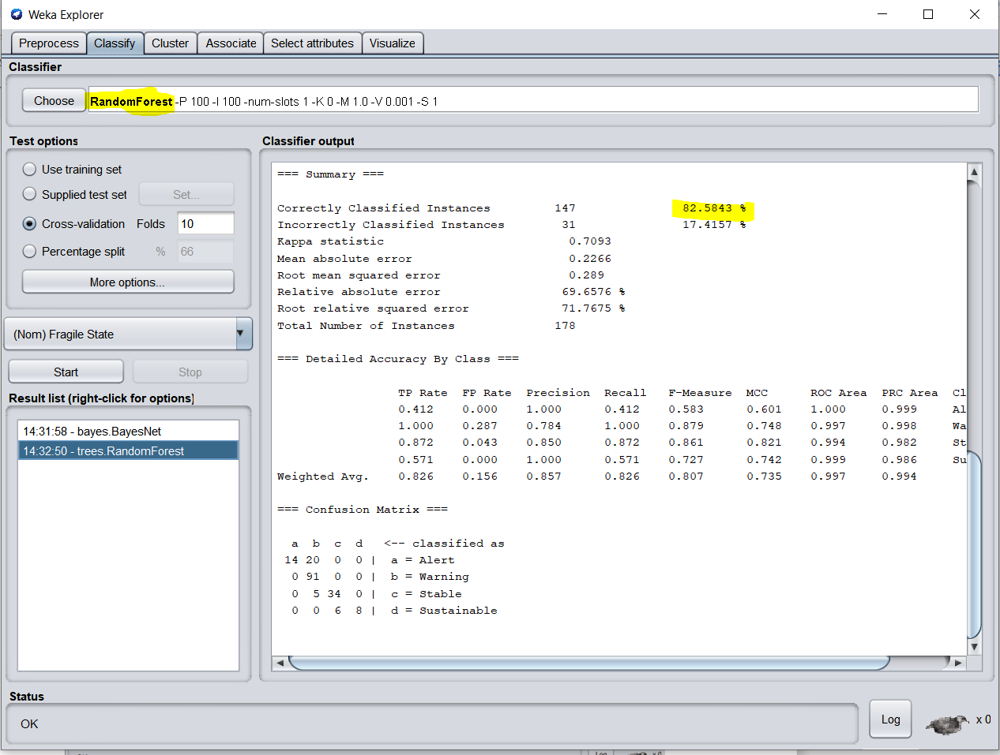 Weka Explorer
Preprocess Classify Cluster Associate Select attributes Visualize
Classifier
Choose RandomForest -P 100 -I 100 -num-slots 1 -K 0 -M 1.0 -V 0.001 -S 1
Test options
Use training set
Supplied test set Set...
Cross-validation Folds 10
Percentage split % 66
More options...
(Nom) Fragile State
Start Stop
Result list (right-click for options)
14:31:58 - bayes.BayesNet
14:32:50 - trees.RandomForest
Classifier output
=== Summary ===
Correctly Classified Instances 147 82.5843 %
Incorrectly Classified Instances 31 17.4157 %
Kappa statistic 0.7093
Mean absolute error 0.2266
Root mean squared error 0.289
Relative absolute error 69.6576 %
Root relative squared error 71.7675 %
Total Number of Instances 178
=== Detailed Accuracy By Class ===
TP Rate FP Rate Precision Recall F-Measure MCC ROC Area PRC Area Cl
0.412 0.000 1.000 0.412 0.583 0.601 1.000 0.999 Al
1.000 0.287 0.784 1.000 0.879 0.748 0.997 0.998 Wa
0.872 0.043 0.850 0.872 0.861 0.821 0.994 0.982 St
0.571 0.000 1.000 0.571 0.727 0.742 0.999 0.986 Su
Weighted Avg. 0.826 0.156 0.857 0.826 0.807 0.735 0.997 0.994
=== Confusion Matrix ===
a b c d <-- classified as
14 20 0 0 | a = Alert
0 91 0 0 | b = Warning
0 5 34 0 | c = Stable
0 0 6 8 | d = Sustainable
Status
OK
Log x 0